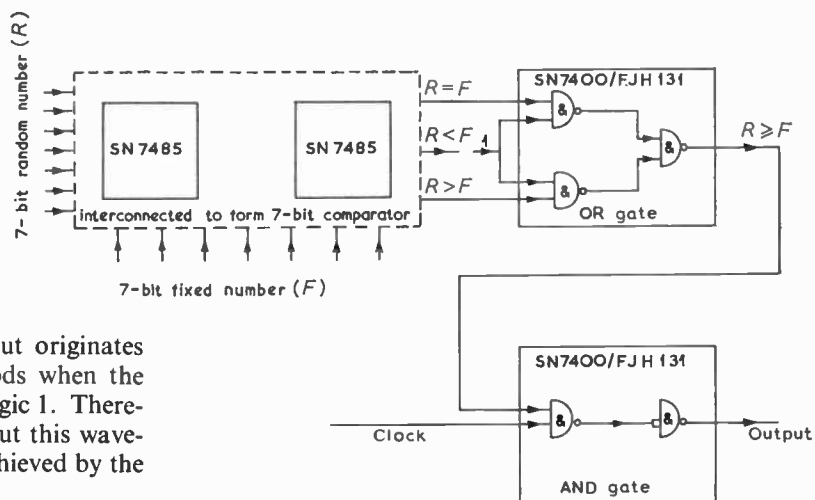 7-bit random number (R)
SN 7485
SN 7485
interconnected to form 7-bit comparator
7-bit fixed number (F)
R=F
R<F
1
R>F
SN7400/FJH 131
&
&
&
OR gate
R⩾F
ut originates
ods when the
gic 1. There-
ut this wave-
hieved by the
SN7400/FJH 131
&
&
Clock
Output
AND gate